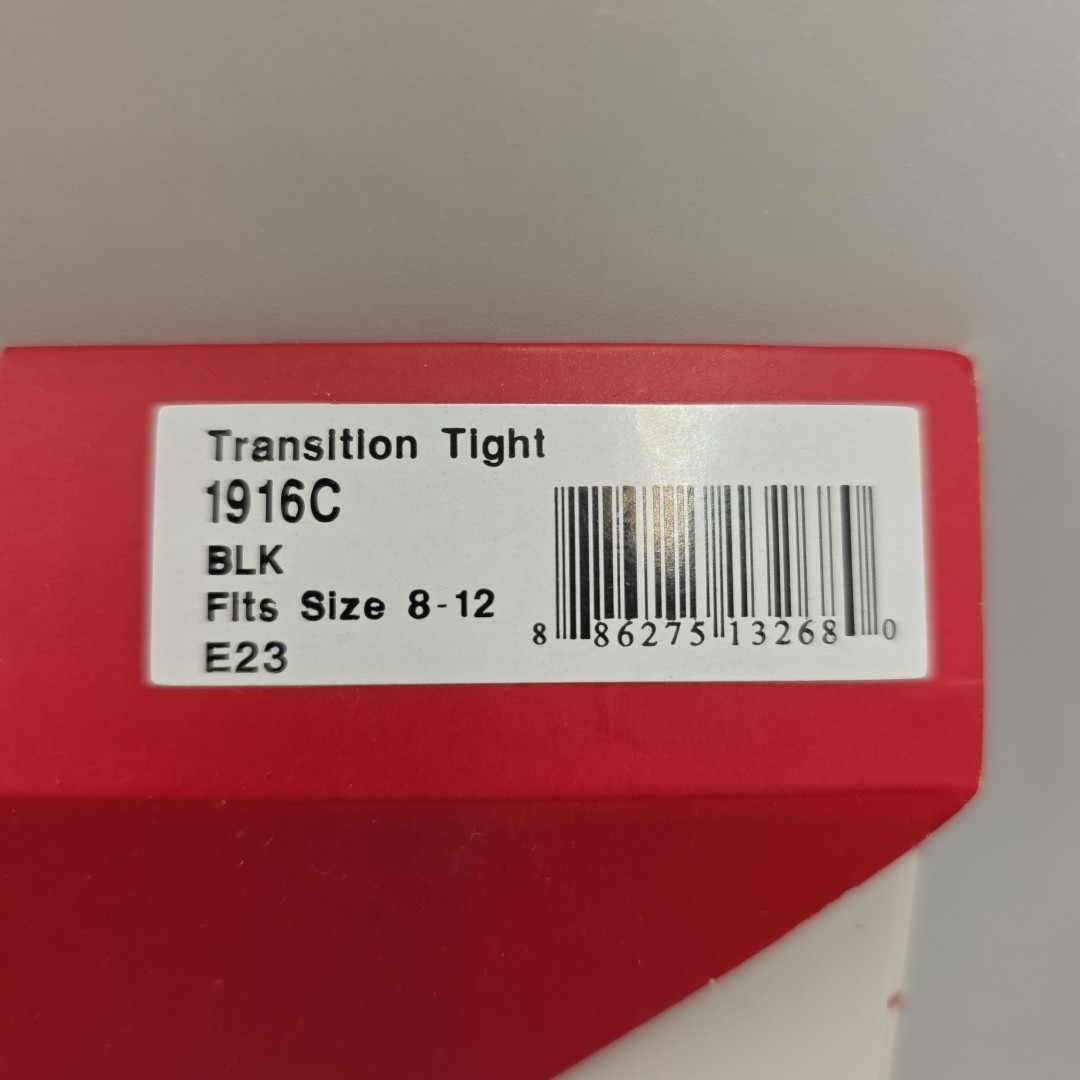 Transition Tight
1916C
BLK
Fits Size 8-12
E23
8 86275 13268 0